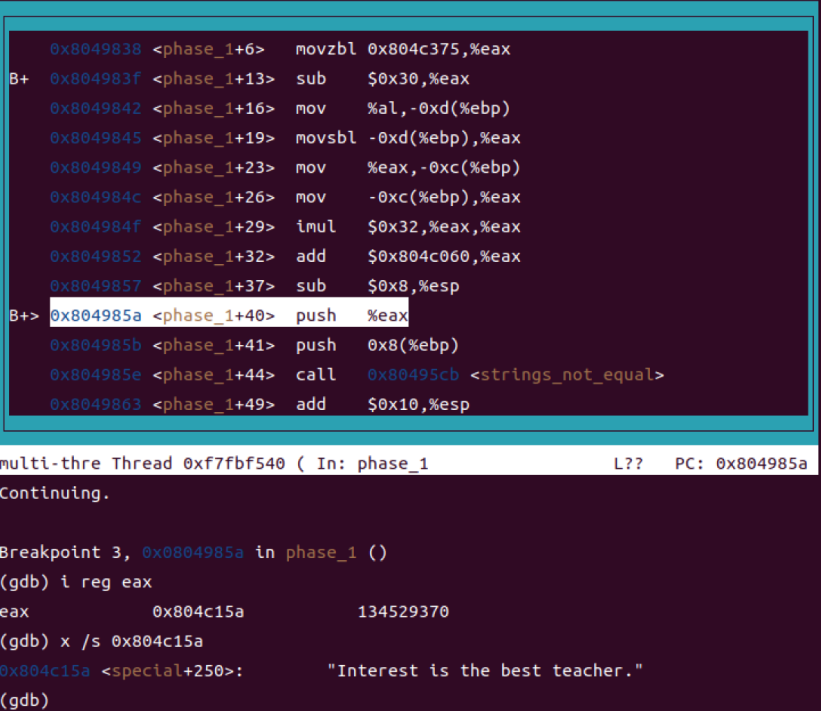 0x8049838 <phase_1+6> movzbl 0x804c375,%eax
B+ 0x804983f <phase_1+13> sub $0x30,%eax
0x8049842 <phase_1+16> mov %al,-0xd(%ebp)
0x8049845 <phase_1+19> movsbl -0xd(%ebp),%eax
0x8049849 <phase_1+23> mov %eax,-0xc(%ebp)
0x804984c <phase_1+26> mov -0xc(%ebp),%eax
0x804984f <phase_1+29> imul $0x32,%eax,%eax
0x8049852 <phase_1+32> add $0x804c060,%eax
0x8049857 <phase_1+37> sub $0x8,%esp
B+> 0x804985a <phase_1+40> push %eax
0x804985b <phase_1+41> push 0x8(%ebp)
0x804985e <phase_1+44> call 0x80495cb <strings_not_equal>
0x8049863 <phase_1+49> add $0x10,%esp
multi-thre Thread 0xf7fbf540 ( In: phase_1 L?? PC: 0x804985a
Continuing.
Breakpoint 3, 0x0804985a in phase_1 ()
(gdb) i reg eax
eax 0x804c15a 134529370
(gdb) x /s 0x804c15a
0x804c15a <special+250>: "Interest is the best teacher."
(gdb)